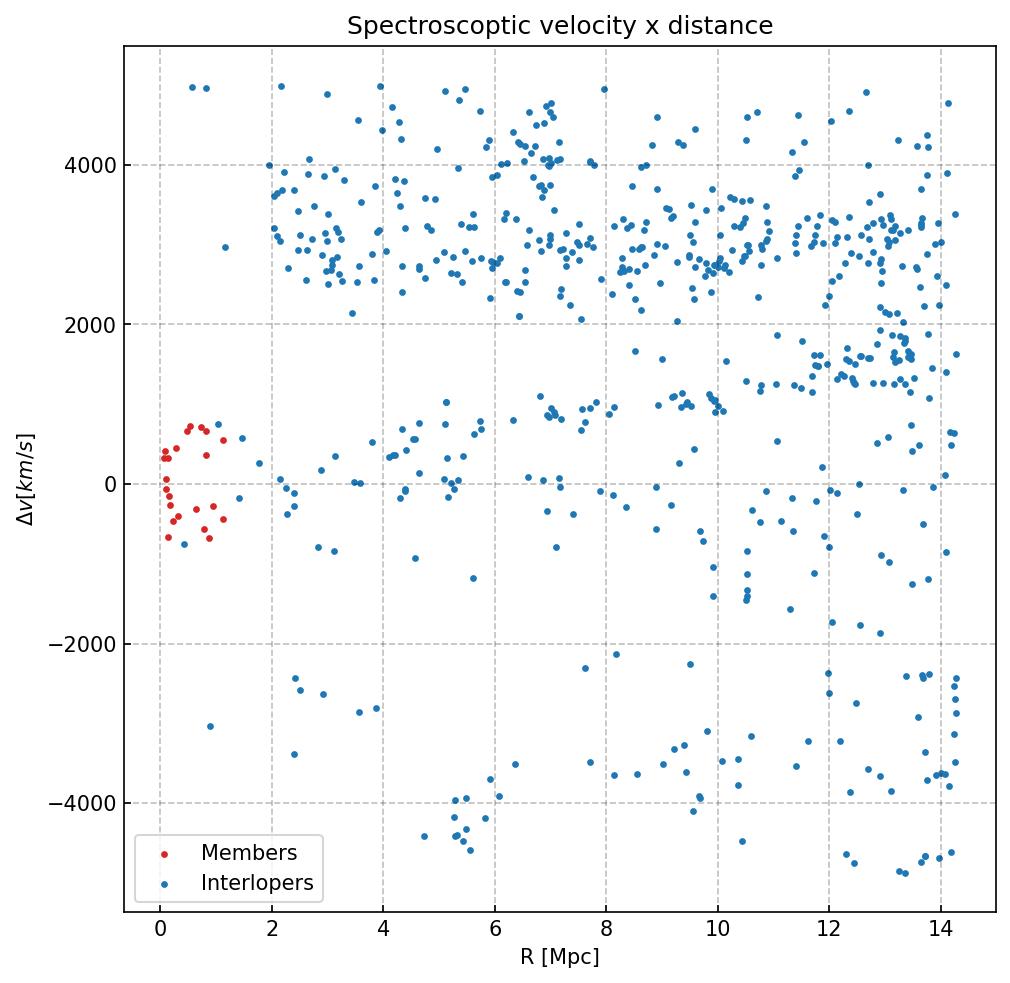 Spectroscoptic velocity x distance
4000
2000
0
−2000
−4000
Δv[km/s]
Members
Interlopers
0 2 4 6 8 10 12 14
R [Mpc]